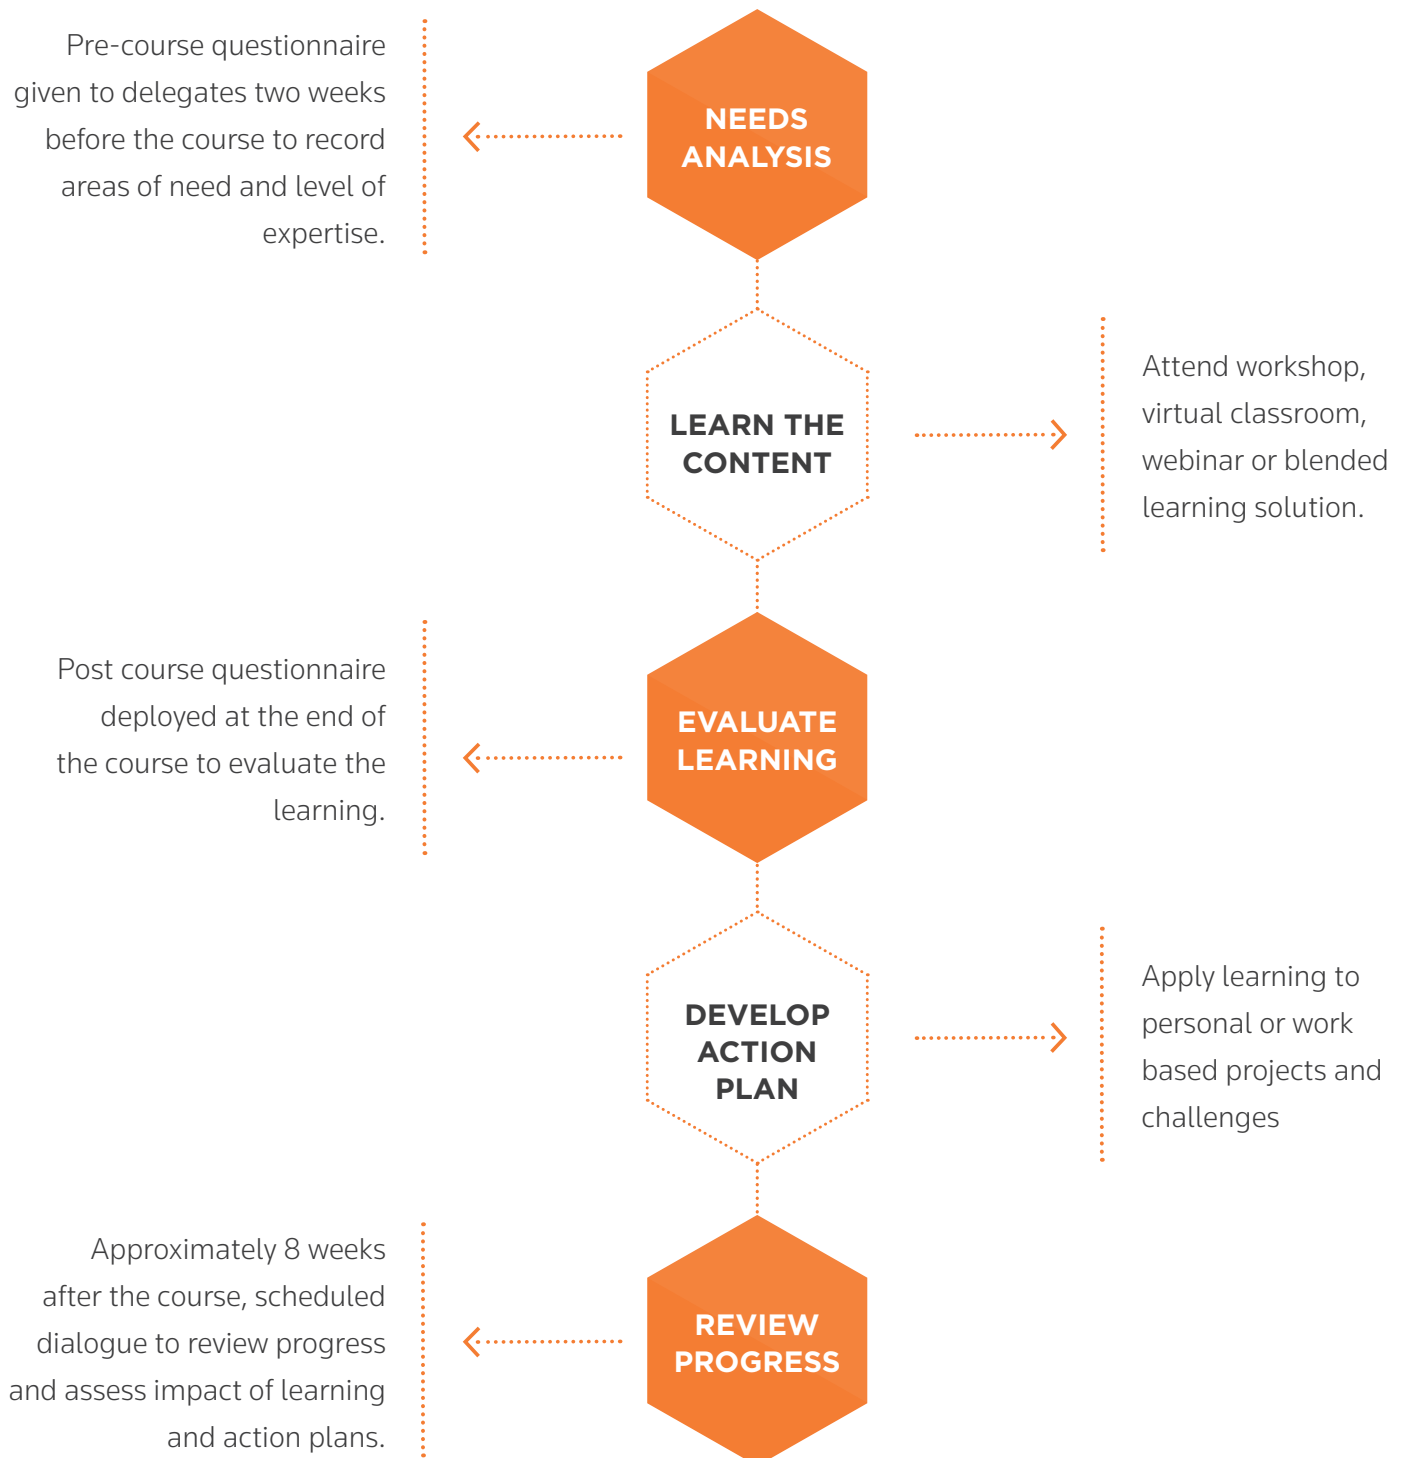 Pre-course questionnaire
given to delegates two weeks
before the course to record
areas of need and level of
expertise.
NEEDS
ANALYSIS
LEARN THE
CONTENT
Attend workshop,
virtual classroom,
webinar or blended
learning solution.
Post course questionnaire
deployed at the end of
the course to evaluate the
learning.
EVALUATE
LEARNING
DEVELOP
ACTION
PLAN
Apply learning to
personal or work
based projects and
challenges
Approximately 8 weeks
after the course, scheduled
dialogue to review progress
and assess impact of learning
and action plans.
REVIEW
PROGRESS